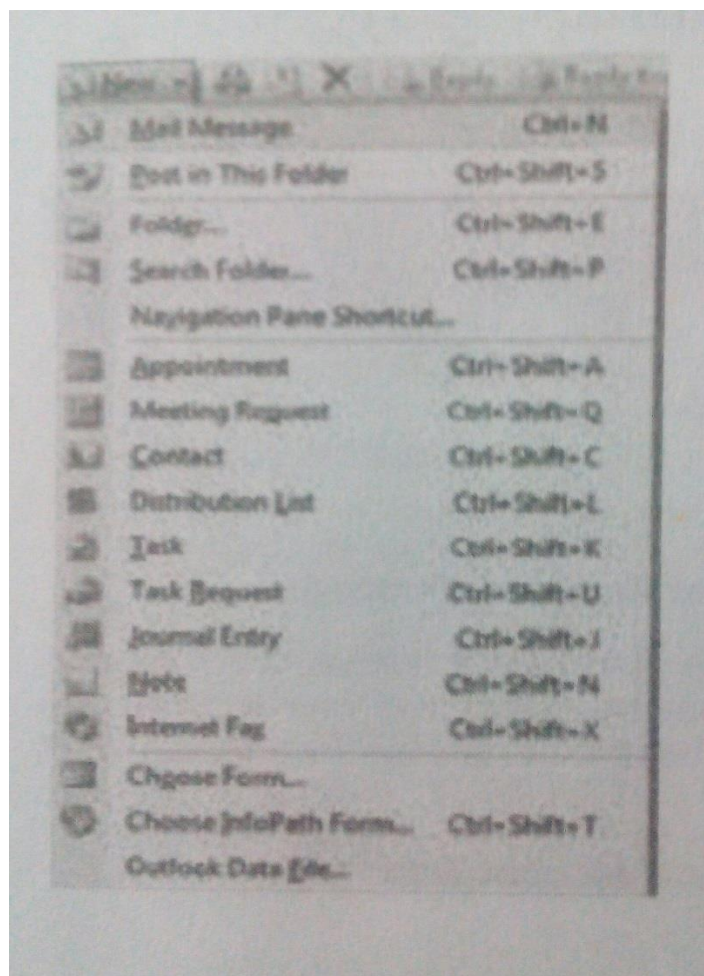 New Reply Reply to
Mail Message Ctrl+N
Post in This Folder Ctrl+Shift+S
Folder... Ctrl+Shift+E
Search Folder... Ctrl+Shift+P
Navigation Pane Shortcut...
Appointment Ctrl+Shift+A
Meeting Request Ctrl+Shift+Q
Contact Ctrl+Shift+C
Distribution List Ctrl+Shift+L
Task Ctrl+Shift+K
Task Request Ctrl+Shift+U
Journal Entry Ctrl+Shift+J
Note Ctrl+Shift+N
Internet Fax Ctrl+Shift+X
Choose Form...
Choose InfoPath Form... Ctrl+Shift+T
Outlook Data File...